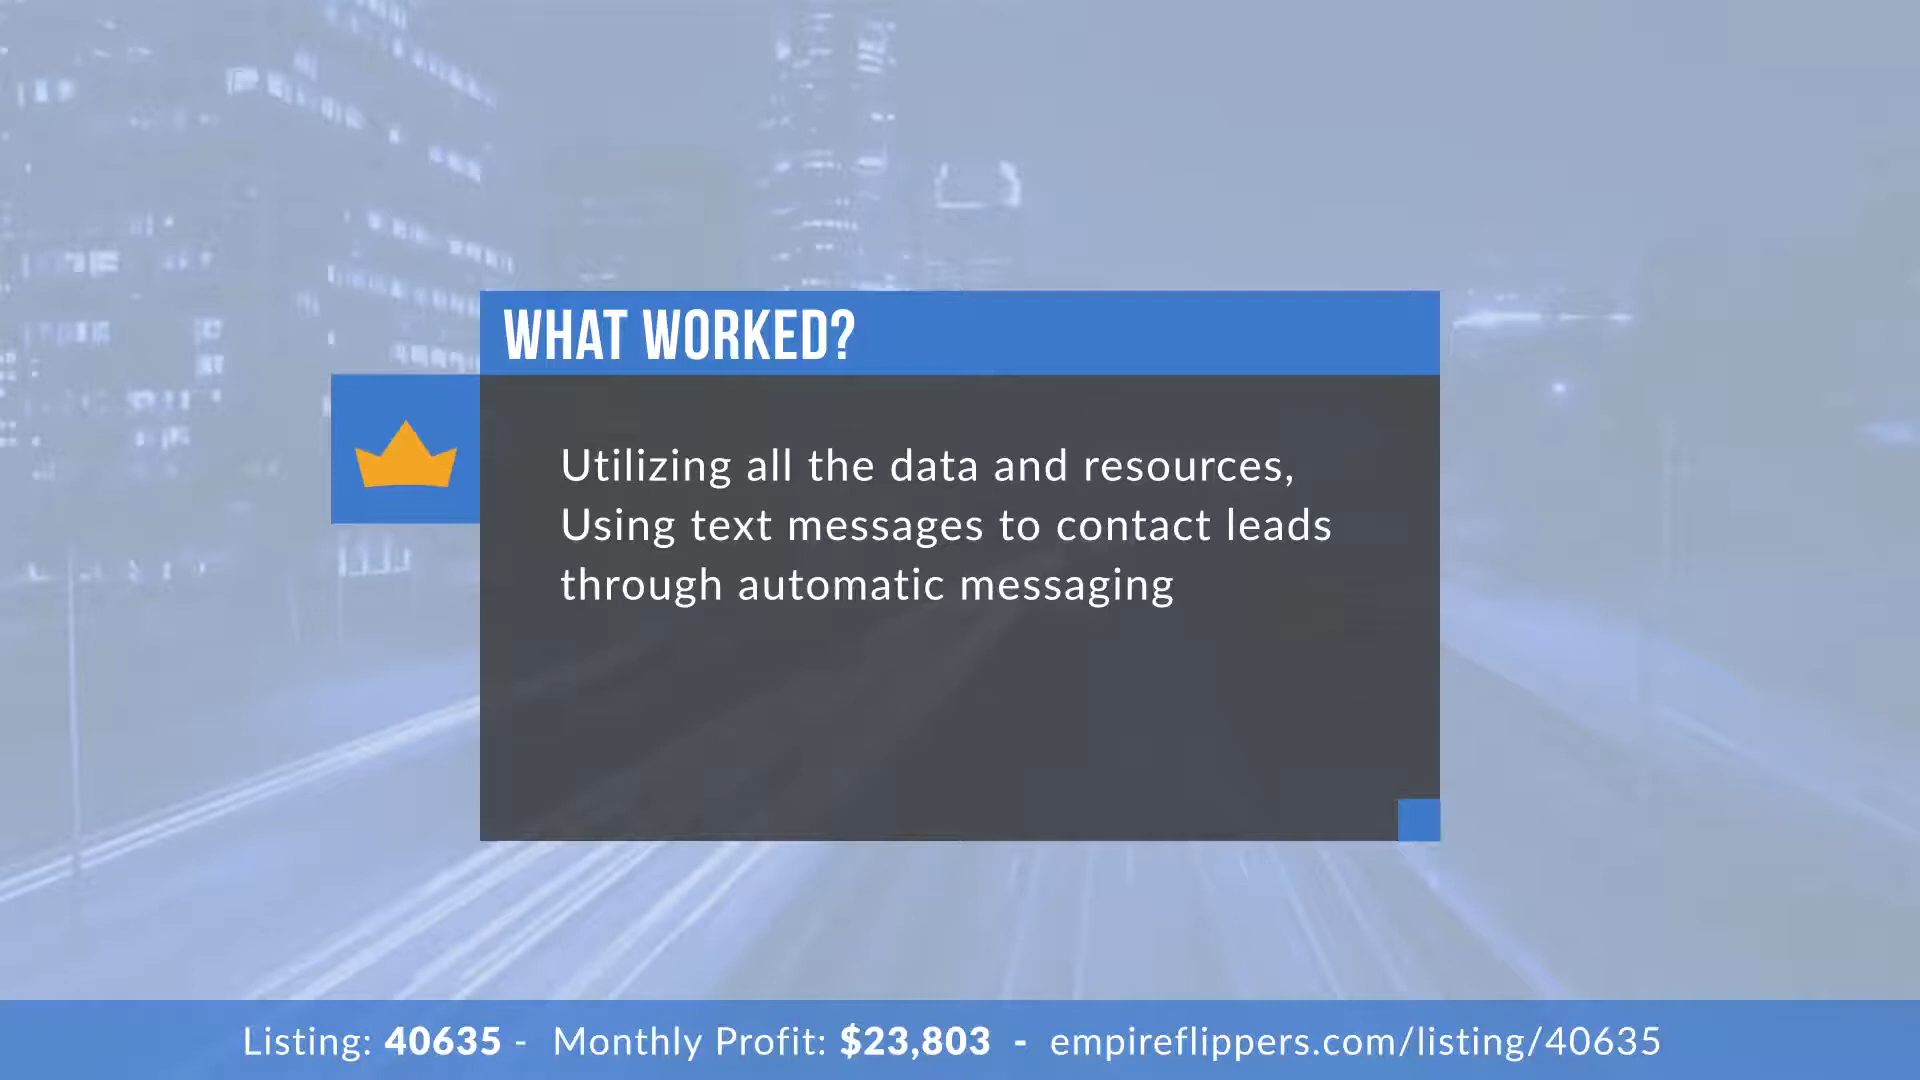 WHAT WORKED?
Utilizing all the data and resources,
Using text messages to contact leads
through automatic messaging
Listing: 40635 - Monthly Profit: $23,803 - empireflippers.com/listing/40635